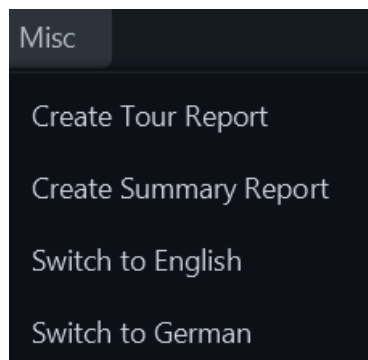 Misc
Create Tour Report
Create Summary Report
Switch to English
Switch to German